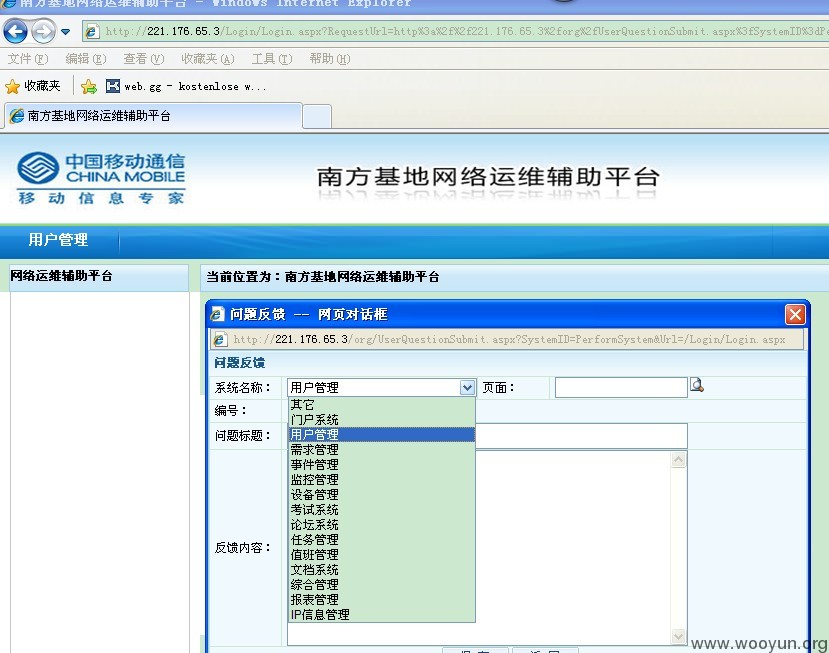 南方基地网络运维辅助平台 - Windows Internet Explorer
http://221.176.65.3/Login/Login.aspx?RequestUrl=http%3a%2f%2f221.176.65.3%2forg%2fUserQuestionSubmit.aspx%3fSystemID%3dPe
文件(F) 编辑(E) 查看(V) 收藏夹(A) 工具(T) 帮助(H)
收藏夹 web.gg - kostenlose w...
南方基地网络运维辅助平台
中国移动通信
CHINA MOBILE
移动信息专家
南方基地网络运维辅助平台
用户管理
网络运维辅助平台
当前位置为：南方基地网络运维辅助平台
问题反馈 -- 网页对话框
http://221.176.65.3/org/UserQuestionSubmit.aspx?SystemID=PerformSystem&Url=/Login/Login.aspx
问题反馈
系统名称： 用户管理 页面：
编号：
问题标题：
反馈内容：
其它
门户系统
用户管理
需求管理
事件管理
监控管理
设备管理
考试系统
论坛系统
任务管理
值班管理
文档系统
综合管理
报表管理
IP信息管理
www.wooyun.org